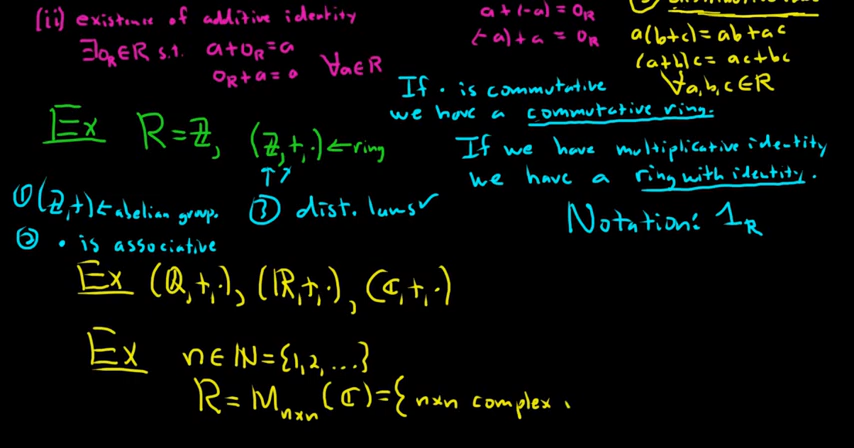 (ii) existence of additive identity
∃0_R ∈ R s.t. a + 0_R = a
0_R + a = a ∀a ∈ R
a + (-a) = 0_R
(-a) + a = 0_R
a(b+c) = ab + ac
(a+b)c = ac + bc
∀a,b,c ∈ R
If · is commutative
we have a commutative ring.
Ex R = ℤ, (ℤ,+,·) ← ring
If we have multiplicative identity
we have a ring with identity.
Notation: 1_R
① (ℤ,+) ← abelian group.
② · is associative
③ dist. laws ✓
Ex (ℚ,+,·), (ℝ,+,·), (ℂ,+,·)
Ex n ∈ ℕ = {1,2,...}
R = M_{n×n}(ℂ) = { n×n complex